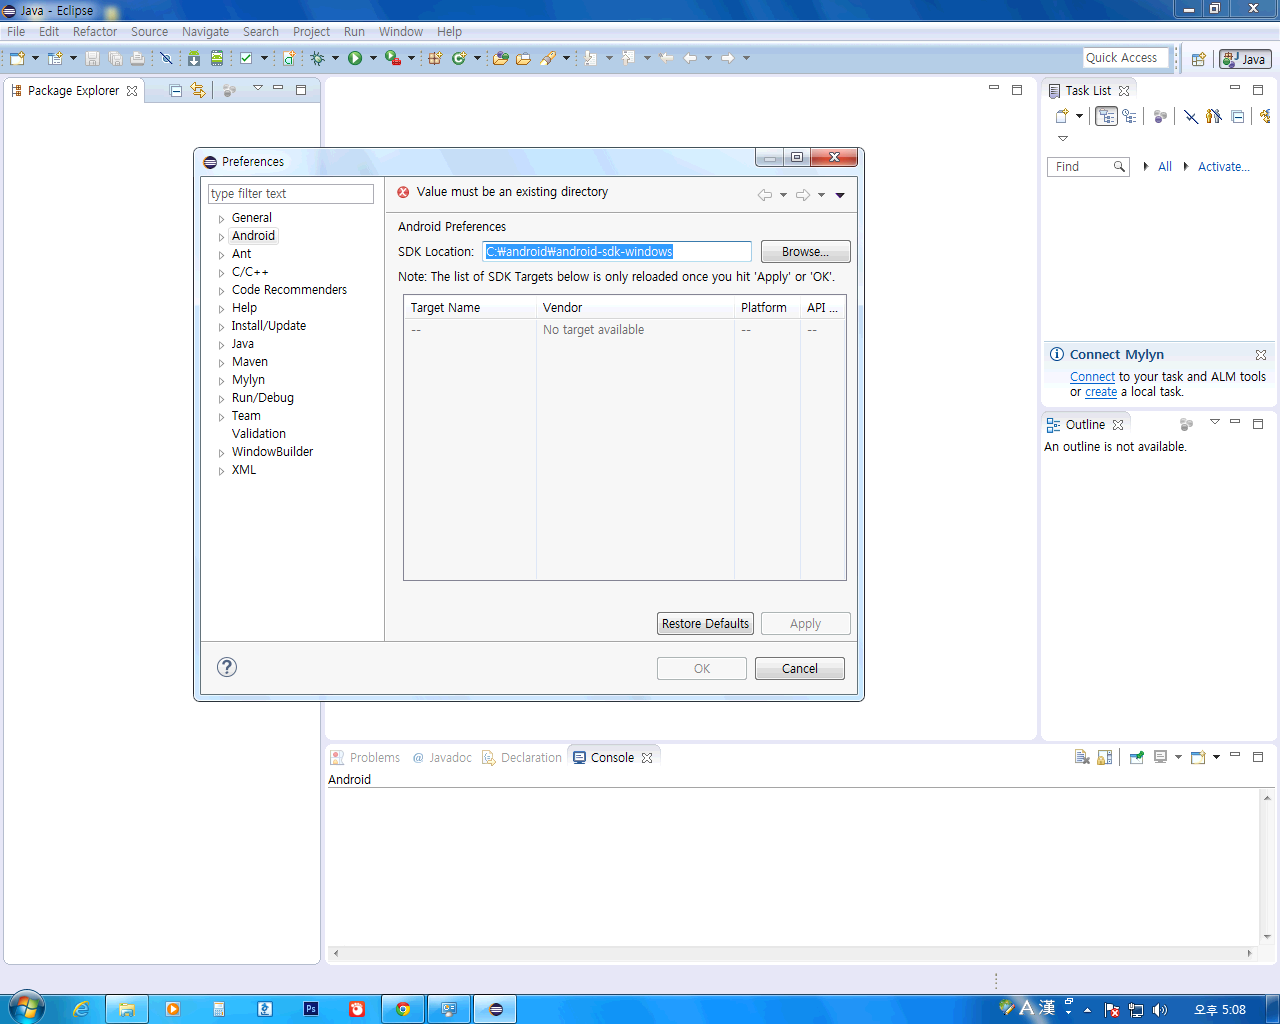 Java - Eclipse
File Edit Refactor Source Navigate Search Project Run Window Help
Quick Access
Java
Package Explorer
Task List
Find
All
Activate...
Preferences
type filter text
Value must be an existing directory
General
Android
Ant
C/C++
Code Recommenders
Help
Install/Update
Java
Maven
Mylyn
Run/Debug
Team
Validation
WindowBuilder
XML
Android Preferences
SDK Location: C:₩android₩android-sdk-windows Browse...
Note: The list of SDK Targets below is only reloaded once you hit 'Apply' or 'OK'.
Target Name Vendor Platform API ...
-- No target available -- --
Restore Defaults Apply
OK Cancel
Connect Mylyn
Connect to your task and ALM tools
or create a local task.
Outline
An outline is not available.
Problems @ Javadoc Declaration Console
Android
Ps
A 漢
오후 5:08